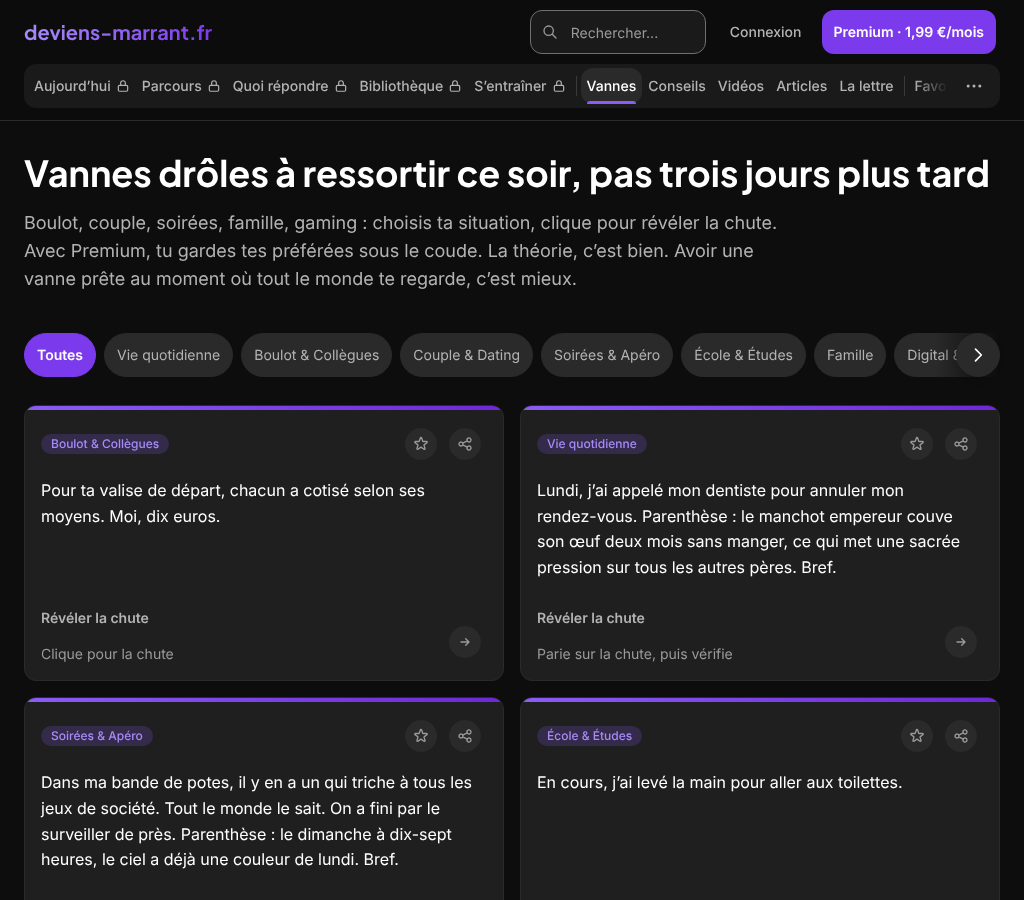 deviens-marrant.fr
Rechercher...
Connexion
Premium · 1,99 €/mois
Aujourd’hui
Parcours
Quoi répondre
Bibliothèque
S’entraîner
Vannes
Conseils
Vidéos
Articles
La lettre
Vannes drôles à ressortir ce soir, pas trois jours plus tard
Boulot, couple, soirées, famille, gaming : choisis ta situation, clique pour révéler la chute.
Avec Premium, tu gardes tes préférées sous le coude. La théorie, c’est bien. Avoir une
vanne prête au moment où tout le monde te regarde, c’est mieux.
Toutes
Vie quotidienne
Boulot & Collègues
Couple & Dating
Soirées & Apéro
École & Études
Famille
Digital
Boulot & Collègues
Pour ta valise de départ, chacun a cotisé selon ses
moyens. Moi, dix euros.
Révéler la chute
Clique pour la chute
Vie quotidienne
Lundi, j’ai appelé mon dentiste pour annuler mon
rendez-vous. Parenthèse : le manchot empereur couve
son œuf deux mois sans manger, ce qui met une sacrée
pression sur tous les autres pères. Bref.
Révéler la chute
Parie sur la chute, puis vérifie
Soirées & Apéro
Dans ma bande de potes, il y en a un qui triche à tous les
jeux de société. Tout le monde le sait. On a fini par le
surveiller de près. Parenthèse : le dimanche à dix-sept
heures, le ciel a déjà une couleur de lundi. Bref.
École & Études
En cours, j’ai levé la main pour aller aux toilettes.